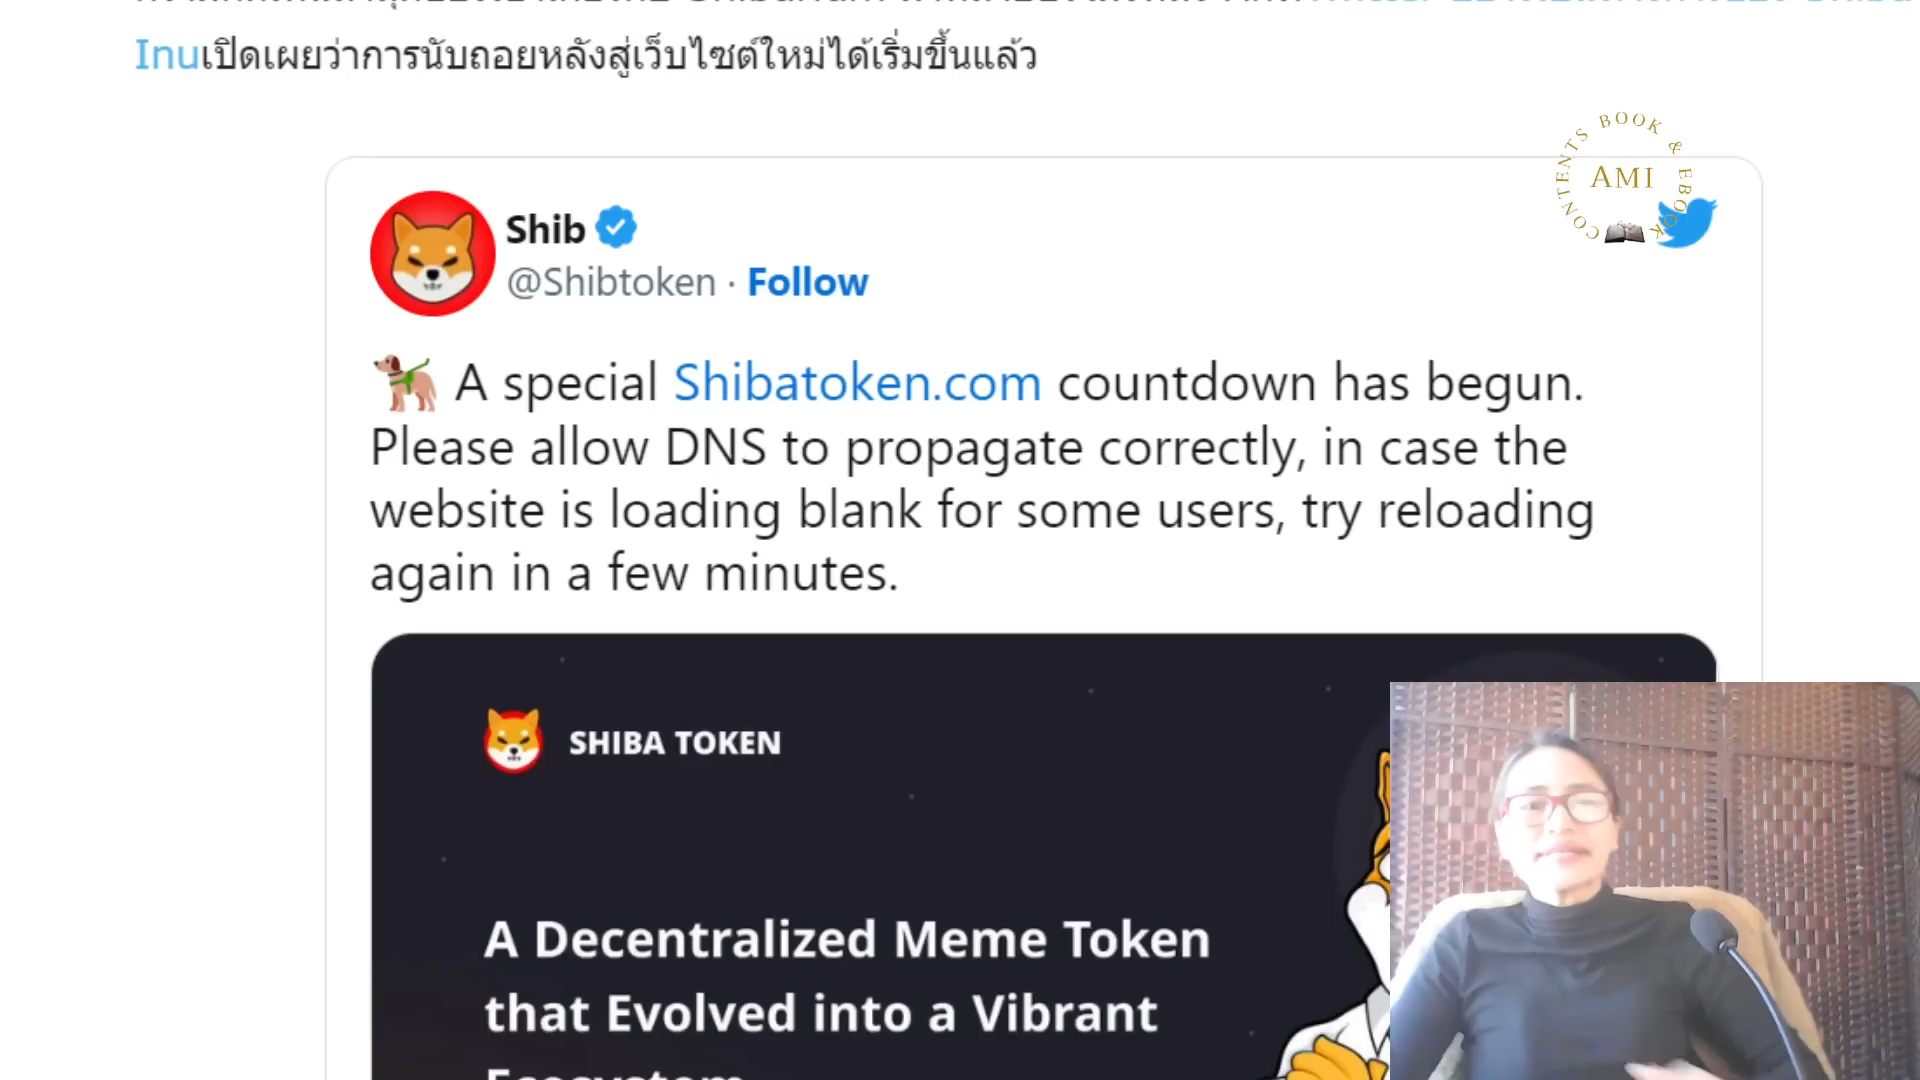 Inuเปิดเผยว่าการนับถอยหลังสู่เว็บไซต์ใหม่ได้เริ่มขึ้นแล้ว
CONTENTS BOOK & EBOOK
AMI
Shib
@Shibtoken · Follow
🦮 A special Shibatoken.com countdown has begun.
Please allow DNS to propagate correctly, in case the
website is loading blank for some users, try reloading
again in a few minutes.
SHIBA TOKEN
A Decentralized Meme Token
that Evolved into a Vibrant
Ecosystem